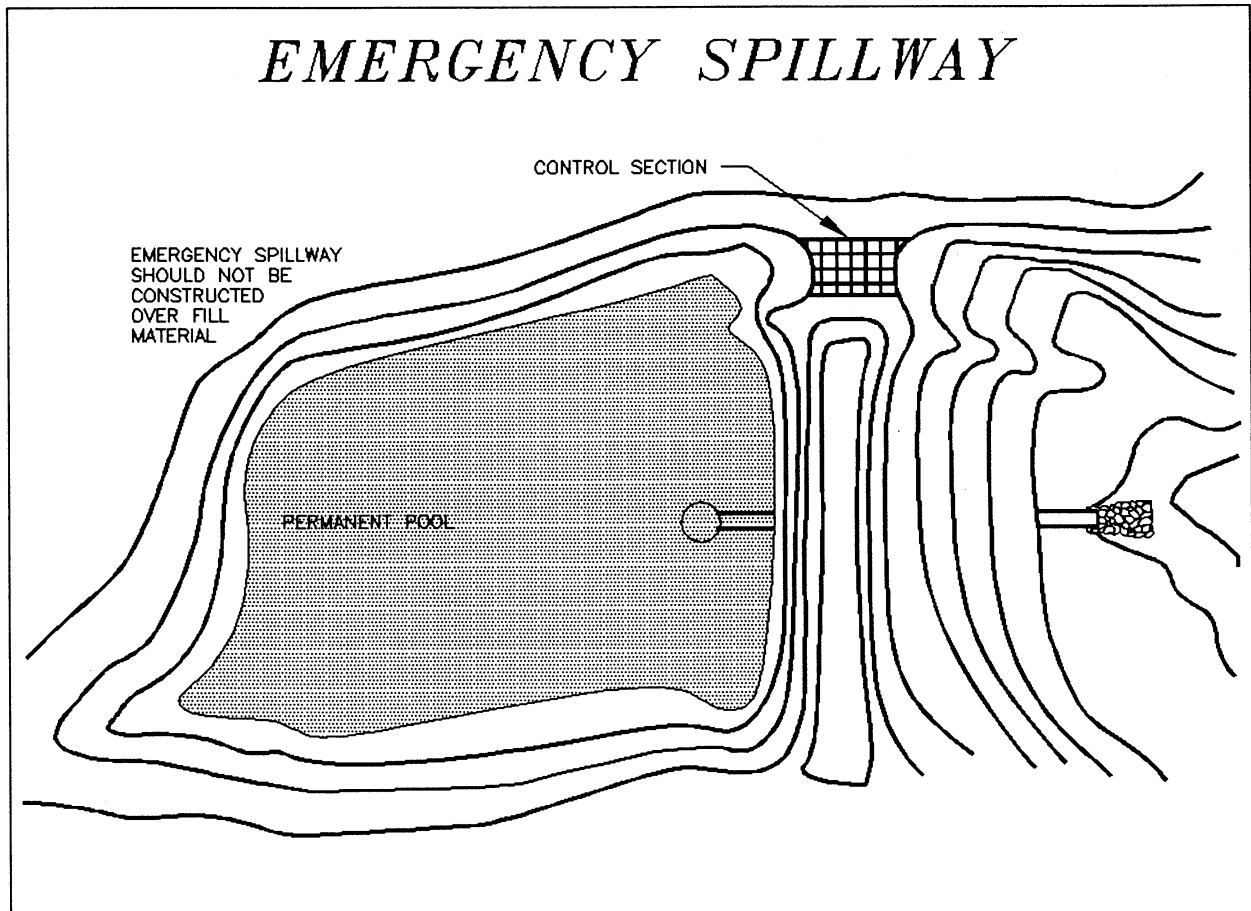 EMERGENCY SPILLWAY
CONTROL SECTION
EMERGENCY SPILLWAY
SHOULD NOT BE
CONSTRUCTED
OVER FILL
MATERIAL
PERMANENT POOL